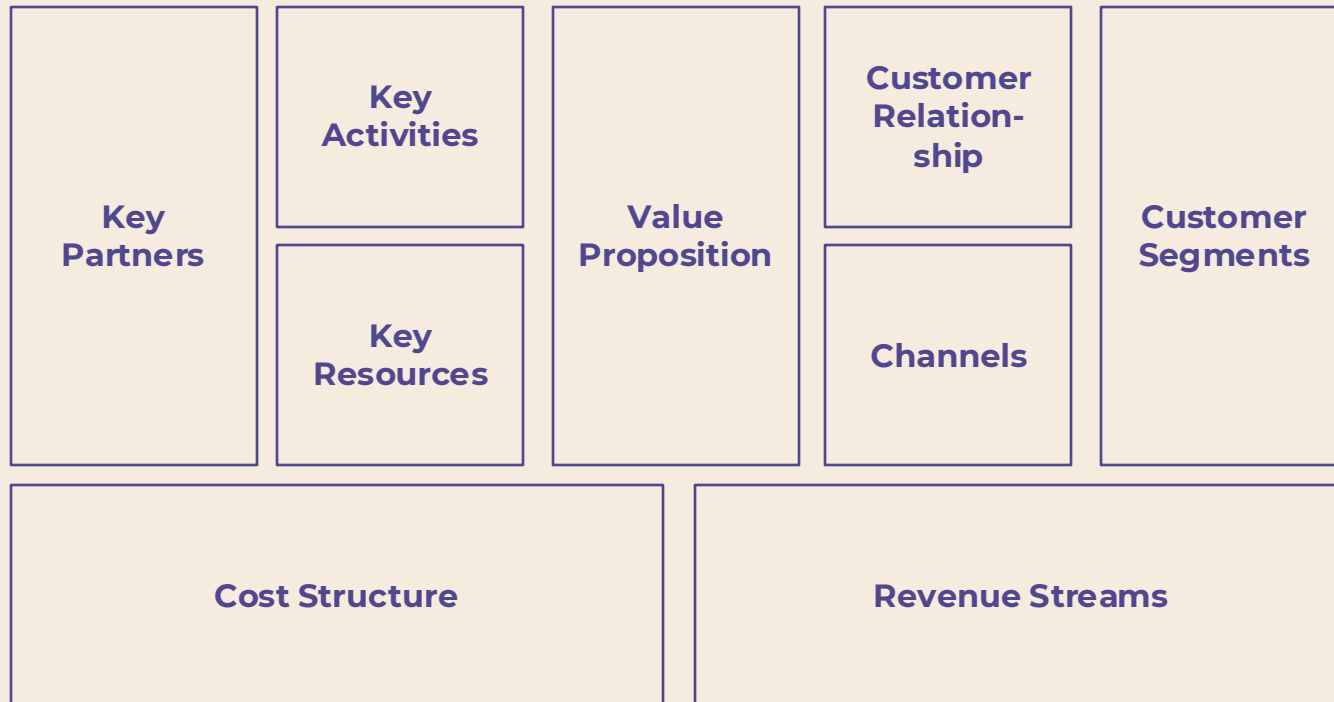 Key
Partners
Key
Activities
Key
Resources
Value
Proposition
Customer
Relation-
ship
Channels
Customer
Segments
Cost Structure
Revenue Streams